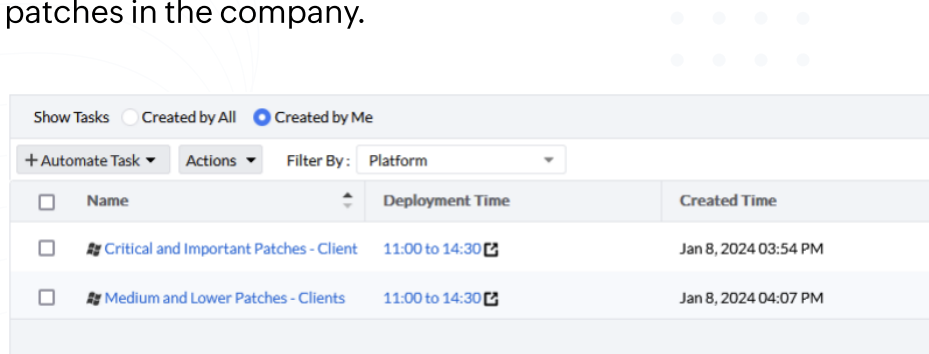 patches in the company.
Show Tasks Created by All Created by Me
+ Automate Task Actions Filter By : Platform
Name Deployment Time Created Time
Critical and Important Patches - Client 11:00 to 14:30 Jan 8, 2024 03:54 PM
Medium and Lower Patches - Clients 11:00 to 14:30 Jan 8, 2024 04:07 PM